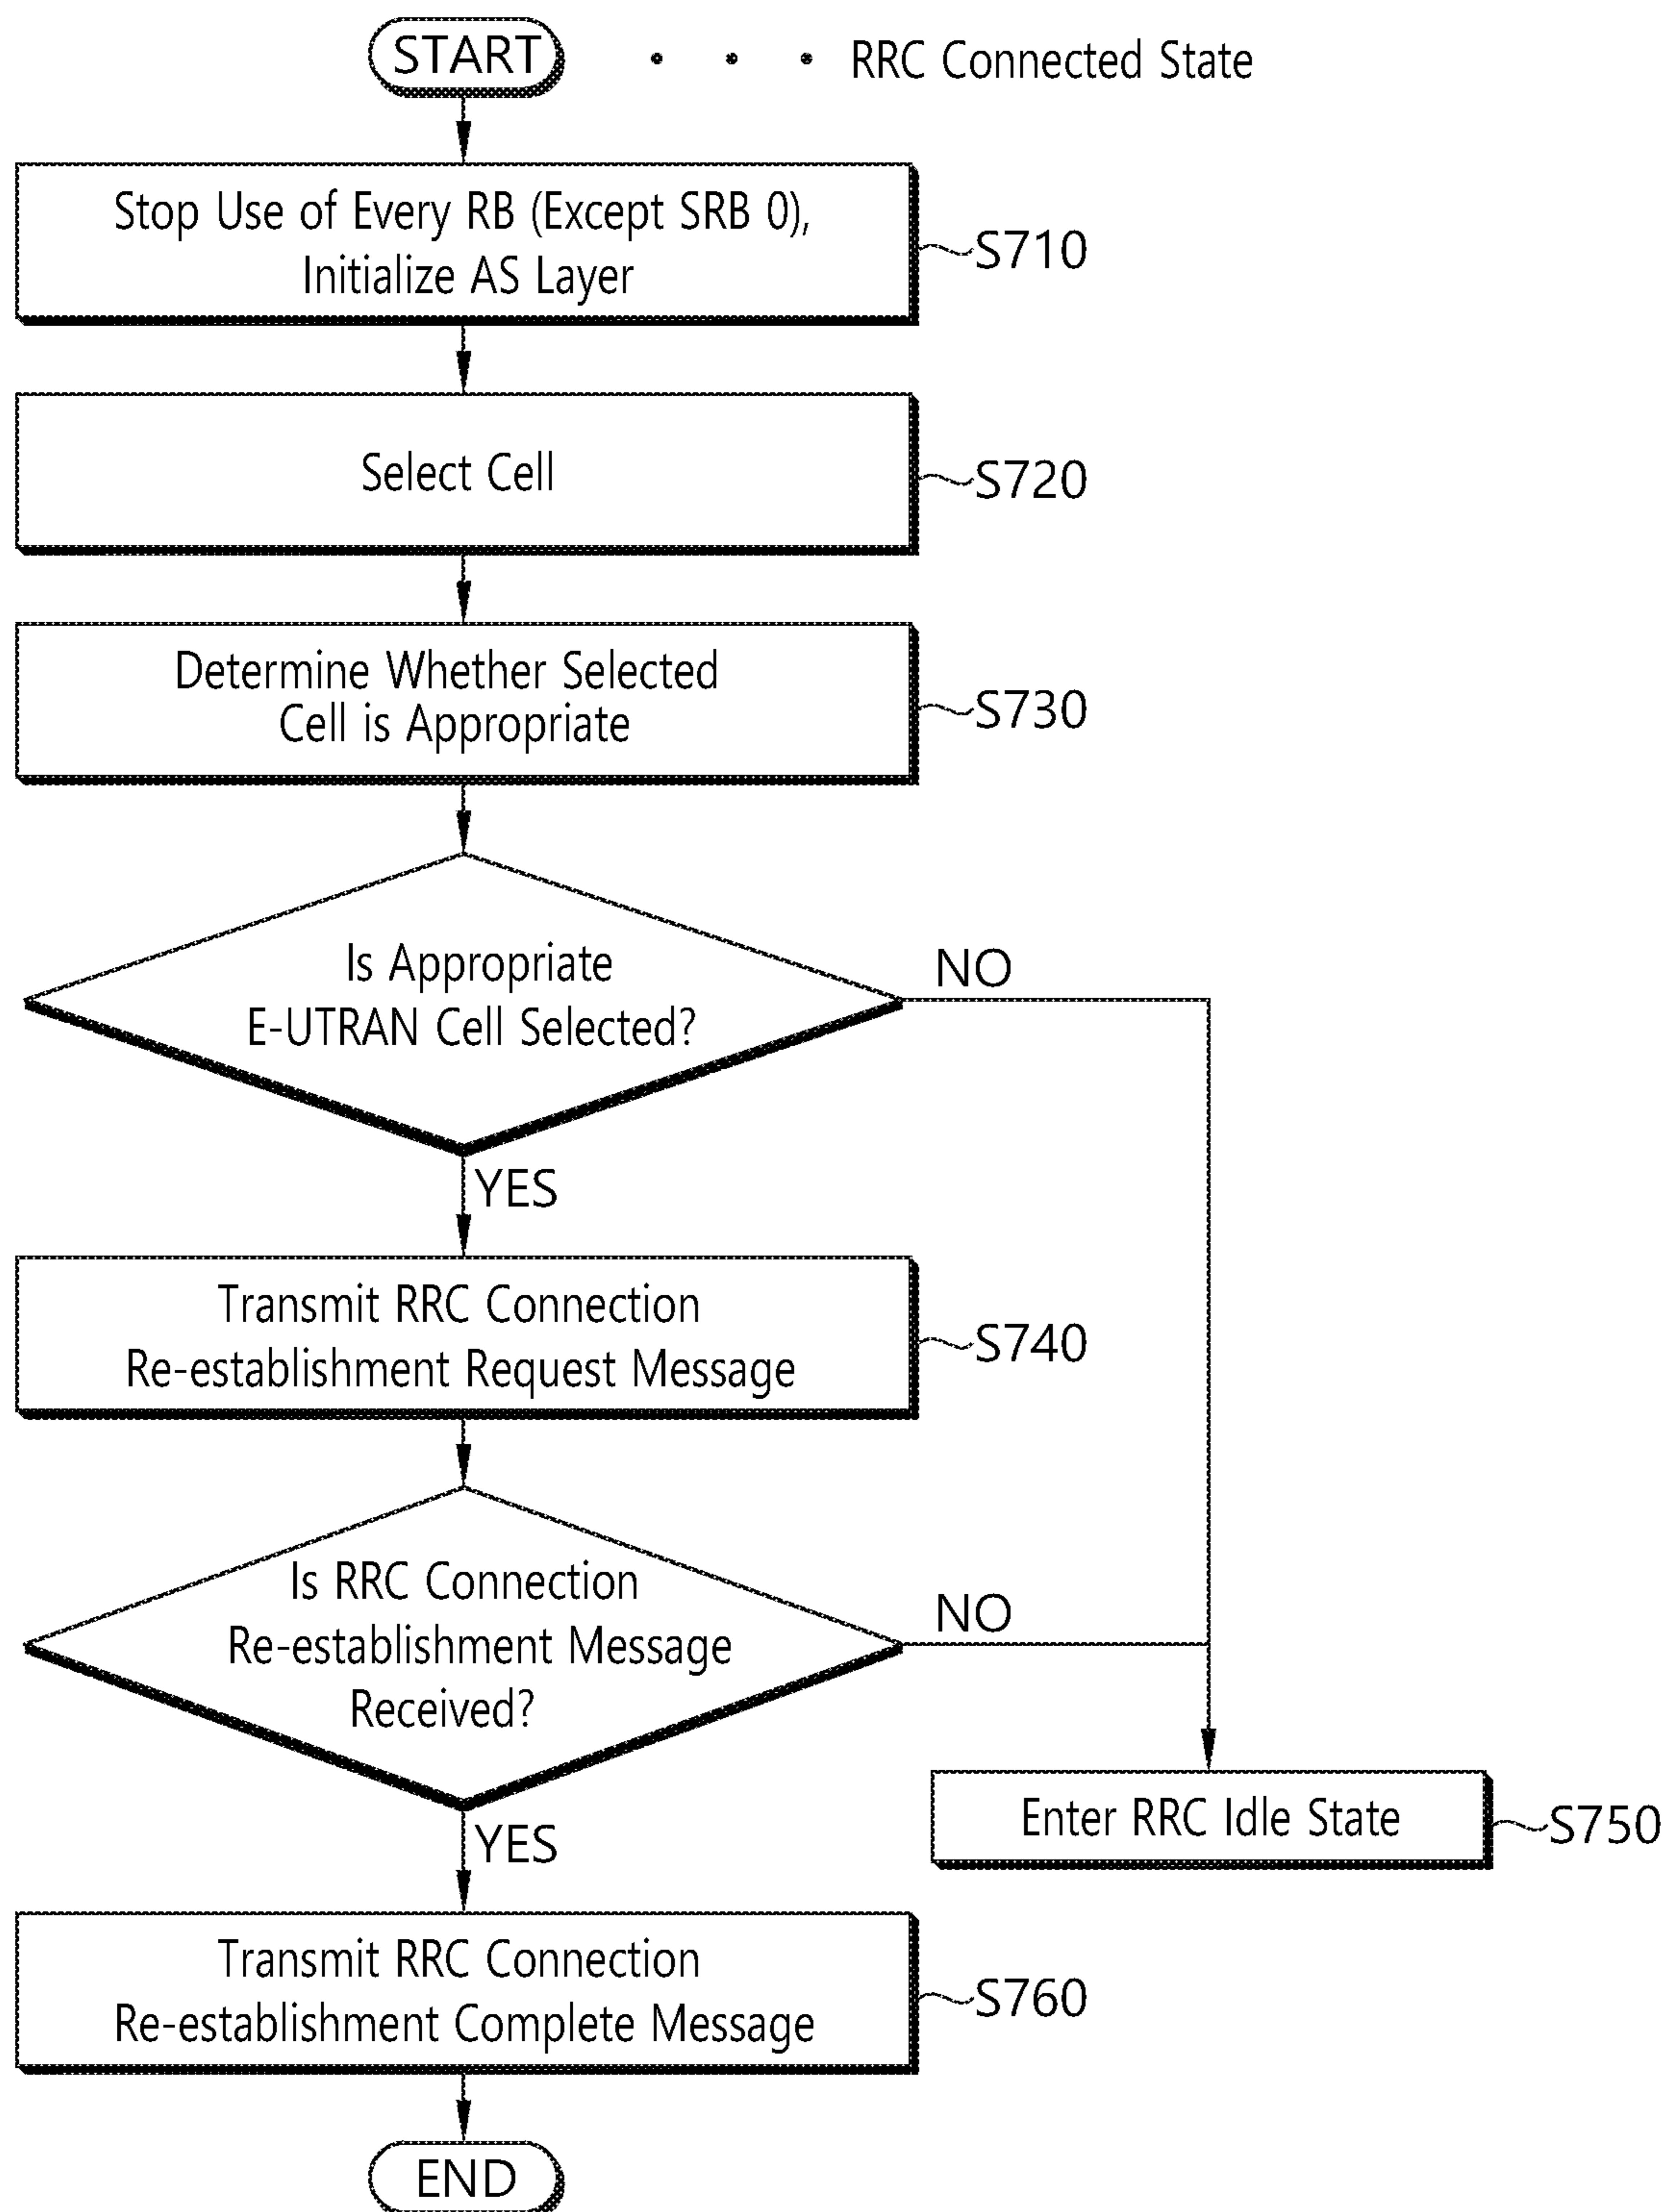 START
RRC Connected State
Stop Use of Every RB (Except SRB 0),
Initialize AS Layer
S710
Select Cell
S720
Determine Whether Selected
Cell is Appropriate
S730
Is Appropriate
E-UTRAN Cell Selected?
NO
YES
Transmit RRC Connection
Re-establishment Request Message
S740
Is RRC Connection
Re-establishment Message
Received?
NO
YES
Enter RRC Idle State
S750
Transmit RRC Connection
Re-establishment Complete Message
S760
END